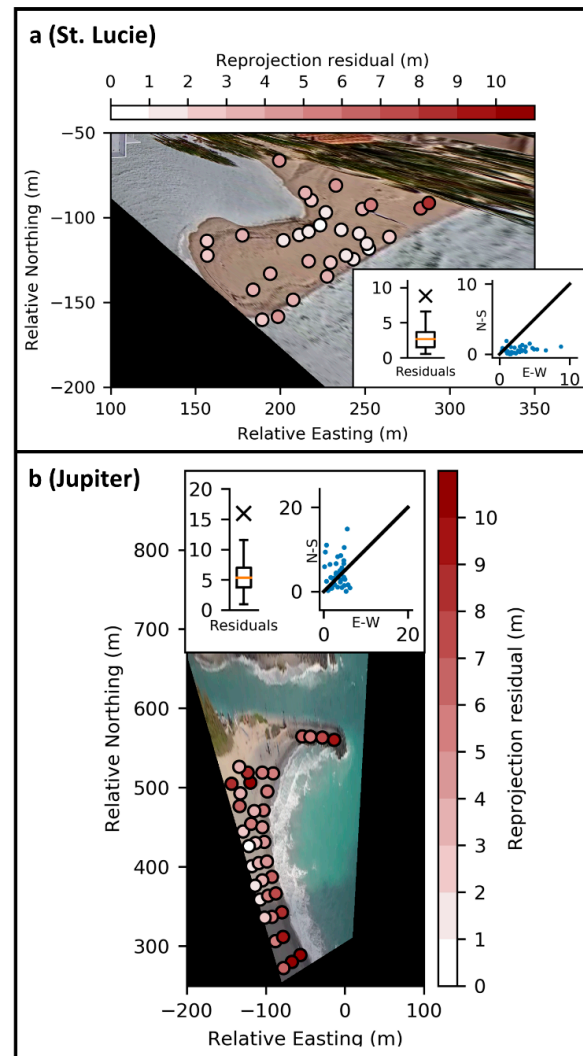 a (St. Lucie)
Reprojection residual (m)
0 1 2 3 4 5 6 7 8 9 10
−50
−100
−150
−200
Relative Northing (m)
100 150 200 250 300 350
Relative Easting (m)
10
5
0
Residuals
10
0
N-S
0 10
E-W
b (Jupiter)
20
15
10
5
0
Residuals
20
0
N-S
0 20
E-W
800
700
600
500
400
300
Relative Northing (m)
−200 −100 0 100
Relative Easting (m)
10
9
8
7
6
5
4
3
2
1
0
Reprojection residual (m)